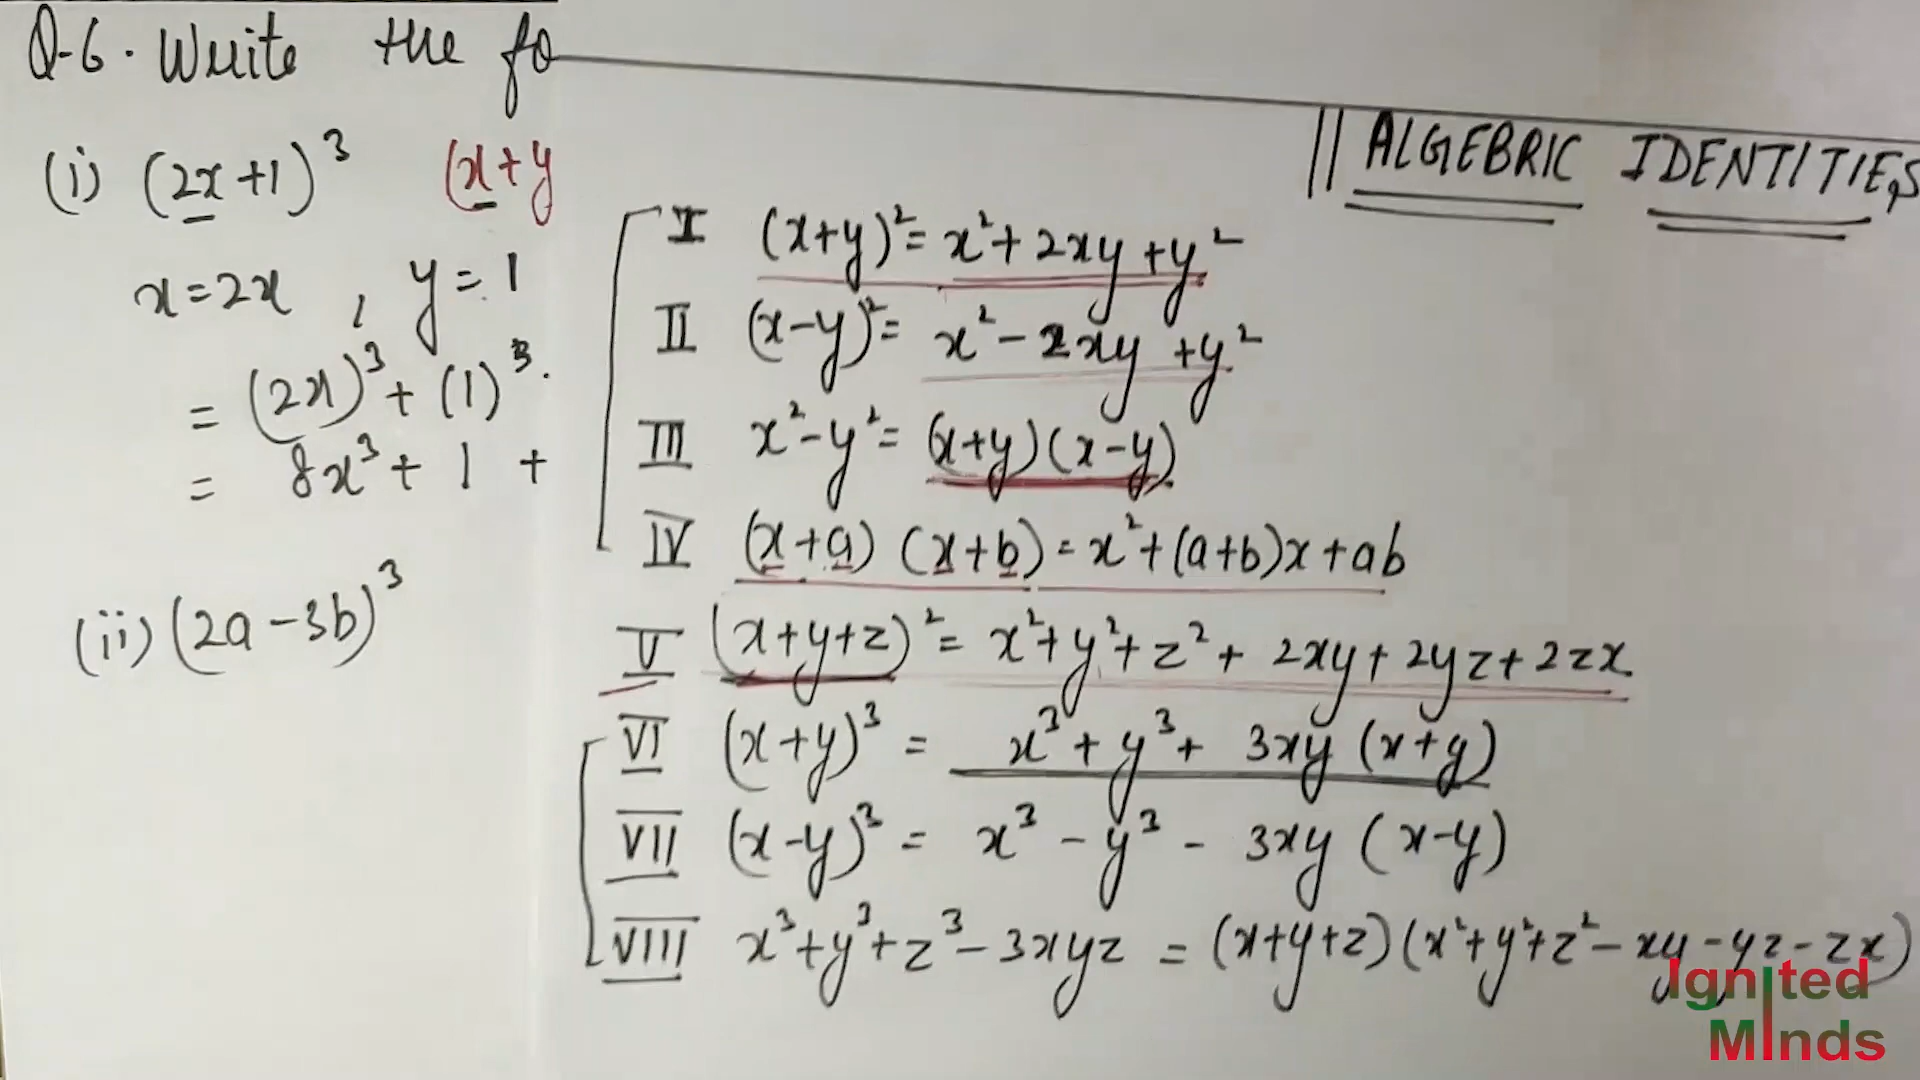 Q-6. Write the fo
(i) (2x+1)³ (x+y
x=2x , y=1
= (2x)³+(1)³.
= 8x³+1 +
(ii) (2a-3b)³
ALGEBRIC IDENTITIES
I (x+y)²= x²+2xy+y²
II (x-y)²= x²-2xy+y²
III x²-y²= (x+y)(x-y)
IV (x+a)(x+b)=x²+(a+b)x+ab
V (x+y+z)²= x²+y²+z²+2xy+2yz+2zx
VI (x+y)³= x³+y³+3xy(x+y)
VII (x-y)³= x³-y³-3xy(x-y)
VIII x³+y³+z³-3xyz=(x+y+z)(x²+y²+z²-xy-yz-zx)
Ignited
Minds